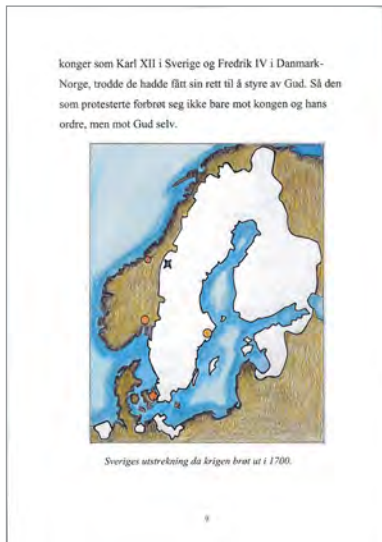 konger som Karl XII i Sverige og Fredrik IV i Danmark-
Norge, trodde de hadde fått sin rett til å styre av Gud. Så den
som protesterte forbrøt seg ikke bare mot kongen og hans
ordre, men mot Gud selv.
Sveriges utstrekning da krigen brøt ut i 1700.
9